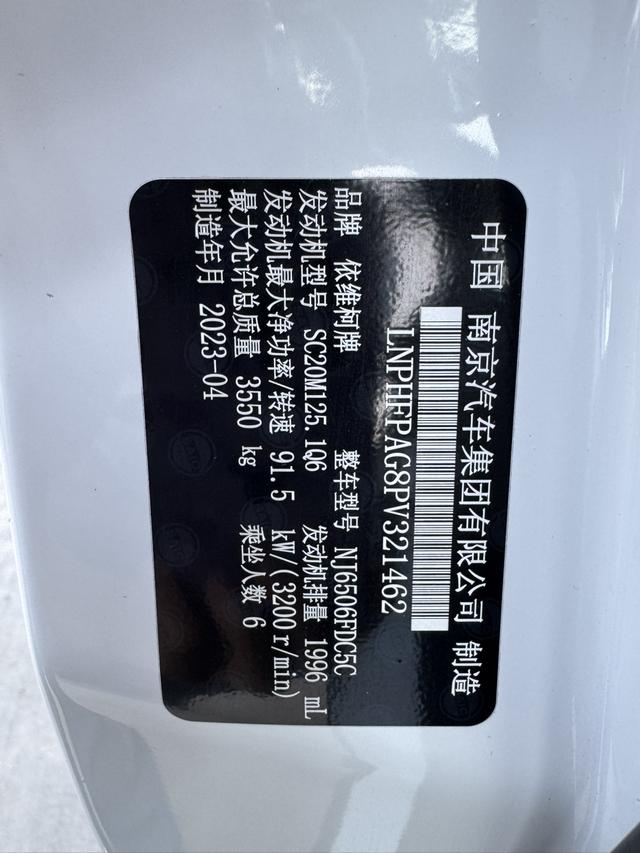 中国 南京汽车集团有限公司 制造
LNPHFPAG8PV321462
品牌 依维柯牌 整车型号 NJ6506FDC5C
发动机型号 SC20M125.1Q6 发动机排量 1996 mL
发动机最大净功率/转速 91.5 kW/(3200r/min)
最大允许总质量 3550 kg 乘坐人数 6
制造年月 2023-04